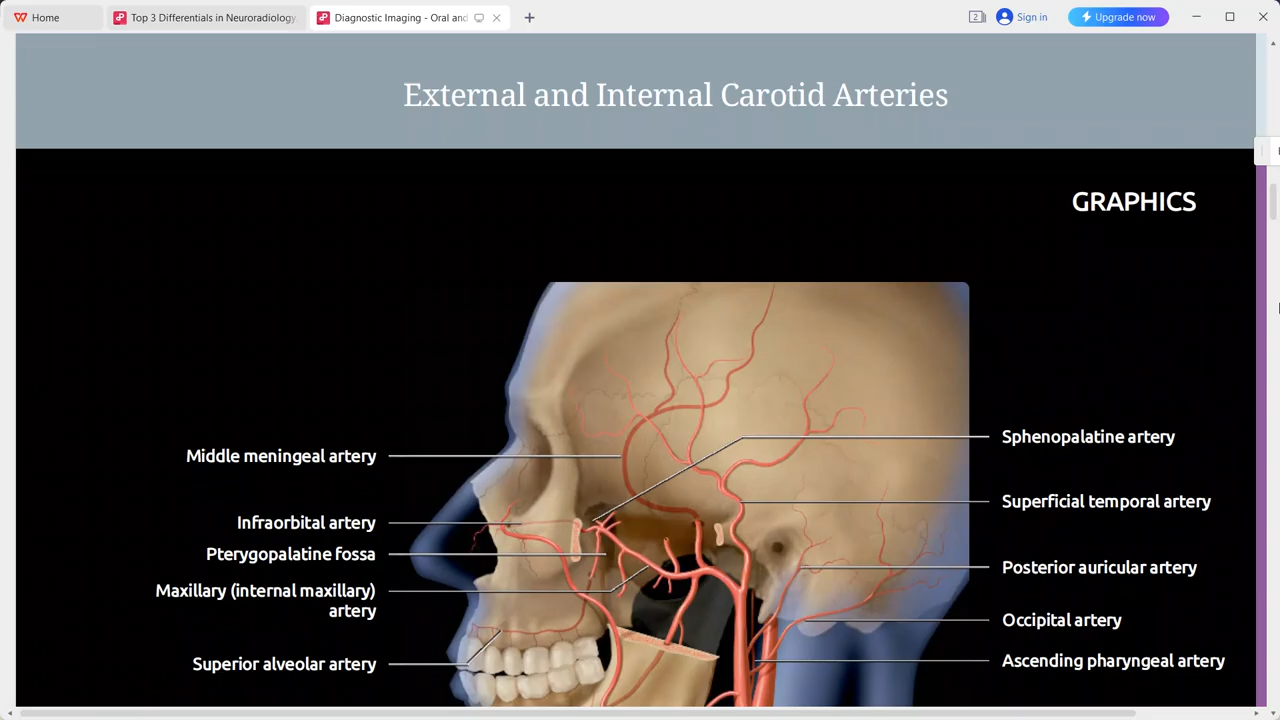 Home
Top 3 Differentials in Neuroradiology.
Diagnostic Imaging - Oral and
2
Sign in
Upgrade now
External and Internal Carotid Arteries
GRAPHICS
Sphenopalatine artery
Middle meningeal artery
Superficial temporal artery
Infraorbital artery
Pterygopalatine fossa
Posterior auricular artery
Maxillary (internal maxillary)
artery
Occipital artery
Superior alveolar artery
Ascending pharyngeal artery